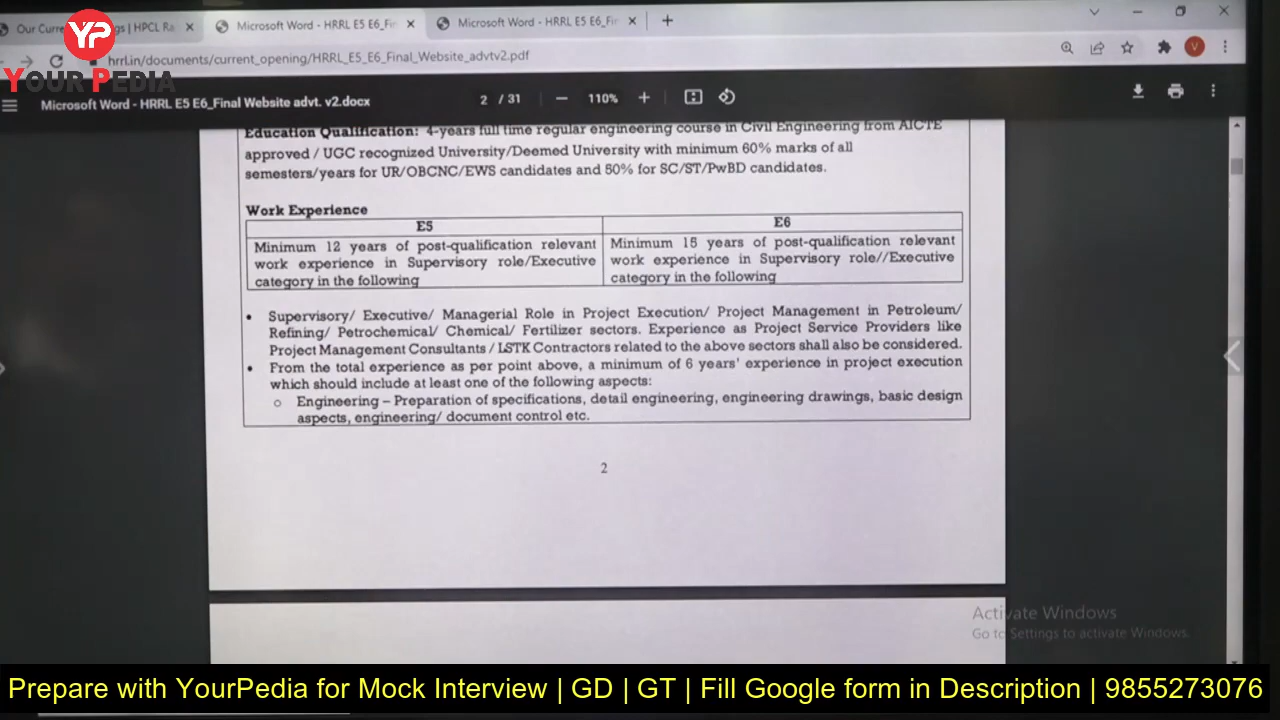 Our Curre
gs | HPCL Ra
Microsoft Word - HRRL E5 E6_Fir
Microsoft Word - HRRL E5 E6_Fir
YP
YOUR PEDIA
hrrl.in/documents/current_opening/HRRL_E5_E6_Final_Website_advtv2.pdf
V
Microsoft Word - HRRL E5 E6_Final Website advt. v2.docx
2 / 31
110%
Education Qualification: 4-years full time regular engineering course in Civil Engineering from AICTE
approved / UGC recognized University/Deemed University with minimum 60% marks of all
semesters/years for UR/OBCNC/EWS candidates and 50% for SC/ST/PwBD candidates.
Work Experience
E5
E6
Minimum 12 years of post-qualification relevant
work experience in Supervisory role/Executive
category in the following
Minimum 15 years of post-qualification relevant
work experience in Supervisory role//Executive
category in the following
• Supervisory/ Executive/ Managerial Role in Project Execution/ Project Management in Petroleum/
Refining/ Petrochemical/ Chemical/ Fertilizer sectors. Experience as Project Service Providers like
Project Management Consultants / LSTK Contractors related to the above sectors shall also be considered.
• From the total experience as per point above, a minimum of 6 years' experience in project execution
which should include at least one of the following aspects:
o Engineering – Preparation of specifications, detail engineering, engineering drawings, basic design
aspects, engineering/ document control etc.
2
Activate Windows
Go to Settings to activate Windows.
Prepare with YourPedia for Mock Interview | GD | GT | Fill Google form in Description | 9855273076